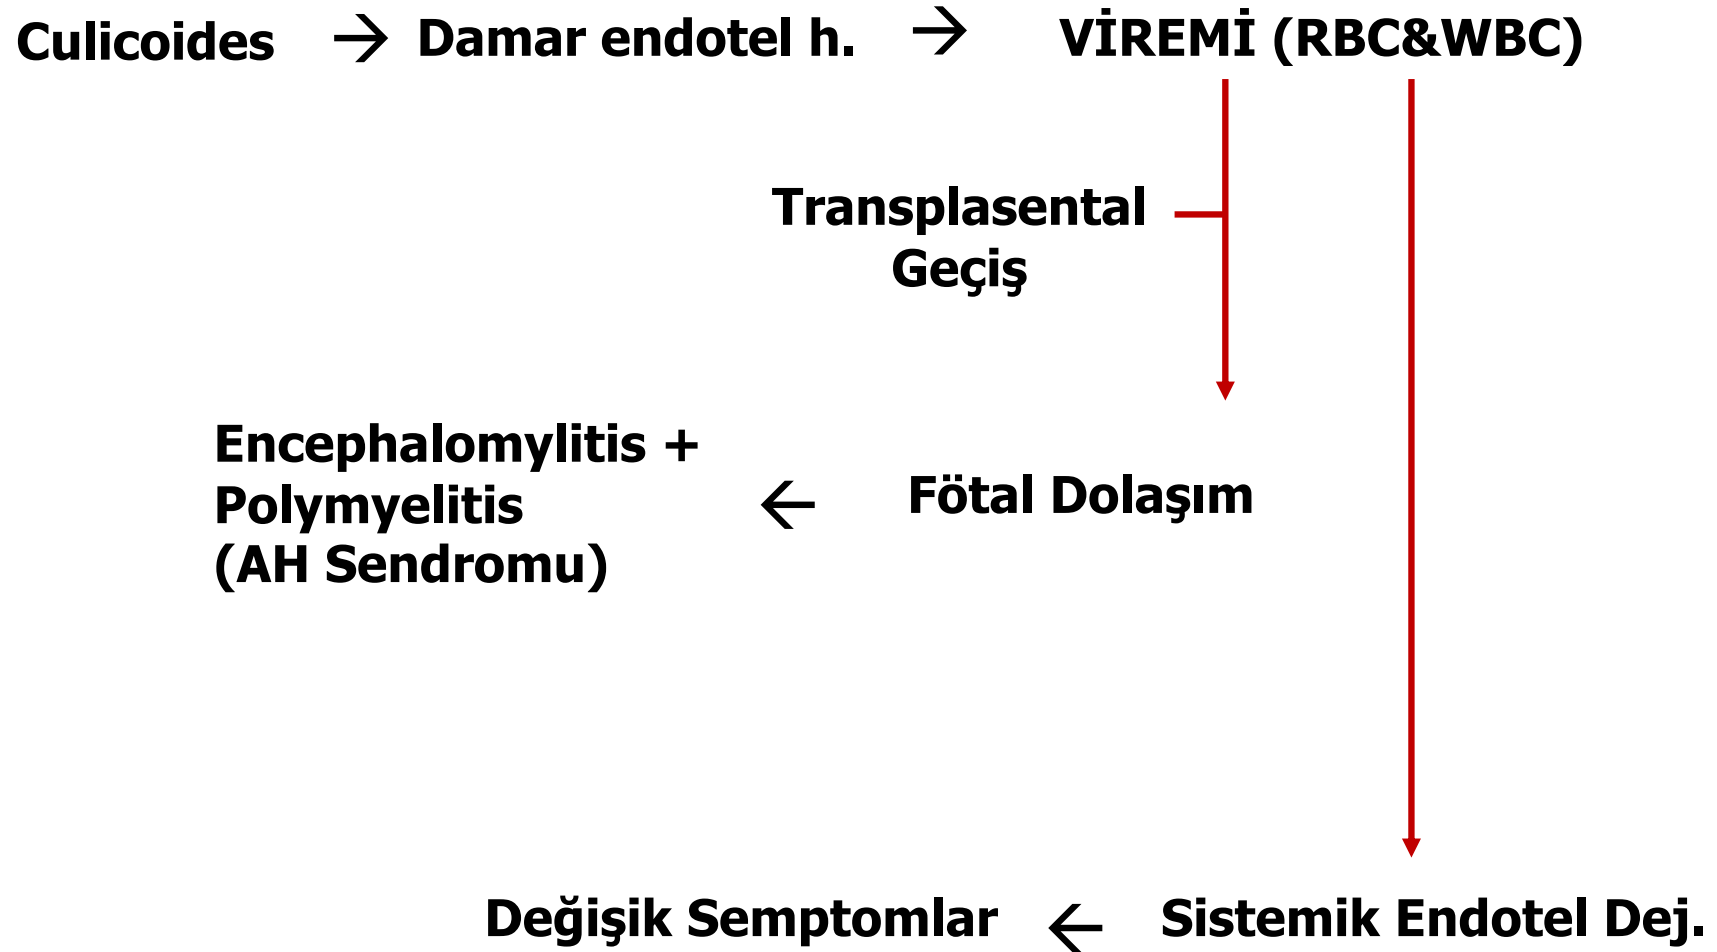 Culicoides → Damar endotel h. → VİREMİ (RBC&WBC)
Transplasental
Geçiş
Encephalomylitis +
Polymyelitis
(AH Sendromu)
← Fötal Dolaşım
Değişik Semptomlar ← Sistemik Endotel Dej.